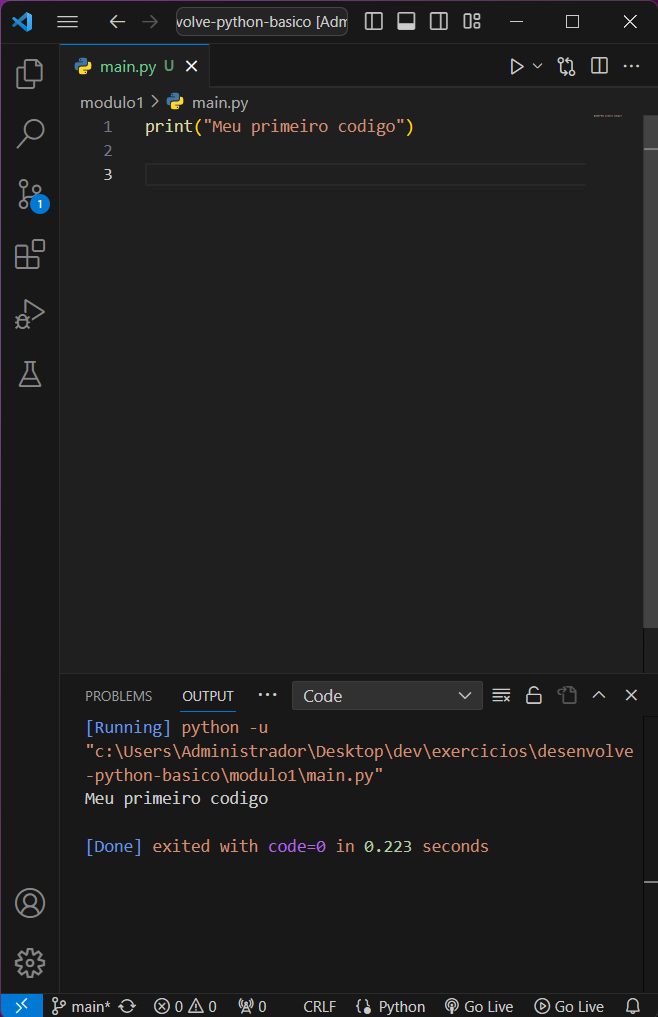 volve-python-basico [Adm
main.py U
modulo1 > main.py
1 print("Meu primeiro codigo")
2
3
1
PROBLEMS OUTPUT ··· Code
[Running] python -u
"c:\Users\Administrador\Desktop\dev\exercicios\desenvolve
-python-basico\modulo1\main.py"
Meu primeiro codigo
[Done] exited with code=0 in 0.223 seconds
main* 0 0 0 CRLF Python Go Live Go Live